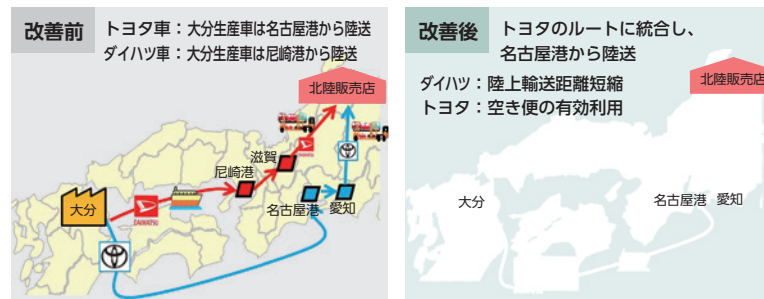 改善前
トヨタ車：大分生産車は名古屋港から陸送
ダイハツ車：大分生産車は尼崎港から陸送
北陸販売店
滋賀
尼崎港
大分
DAIHATSU
名古屋港
愛知
改善後
トヨタのルートに統合し、
名古屋港から陸送
ダイハツ：陸上輸送距離短縮
トヨタ：空き便の有効利用
北陸販売店
大分
名古屋港
愛知